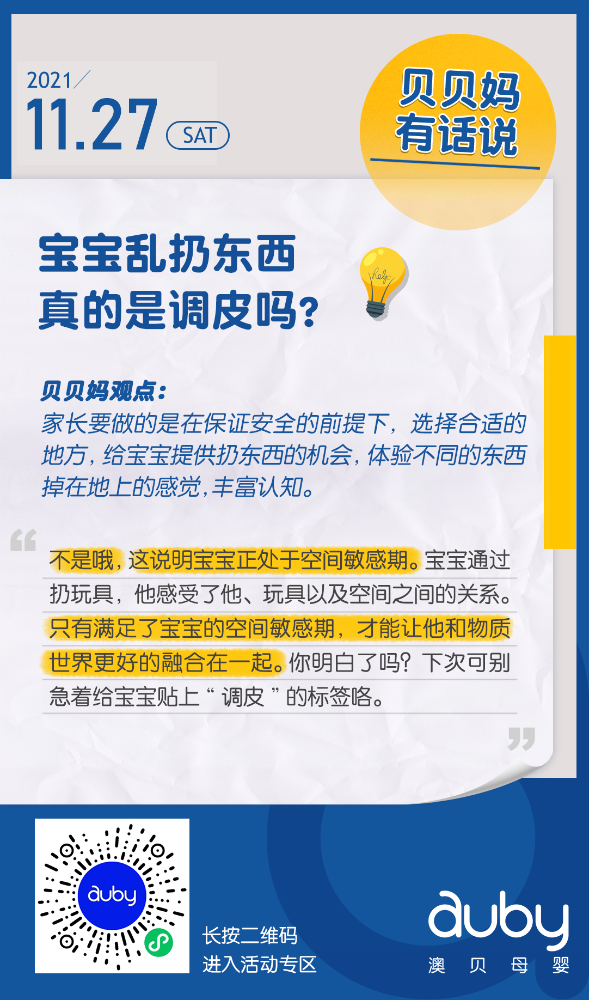 2021/
11.27
SAT
贝贝妈
有话说
宝宝乱扔东西
真的是调皮吗?
help
贝贝妈观点:
家长要做的是在保证安全的前提下，选择合适的
地方,给宝宝提供扔东西的机会,体验不同的东西
掉在地上的感觉,丰富认知。
“
不是哦,这说明宝宝正处于空间敏感期。宝宝通过
扔玩具，他感受了他、玩具以及空间之间的关系。
只有满足了宝宝的空间敏感期，才能让他和物质
世界更好的融合在一起。你明白了吗？下次可别
急着给宝宝贴上“调皮”的标签咯。
”
auby
长按二维码
进入活动专区
auby
澳贝母婴